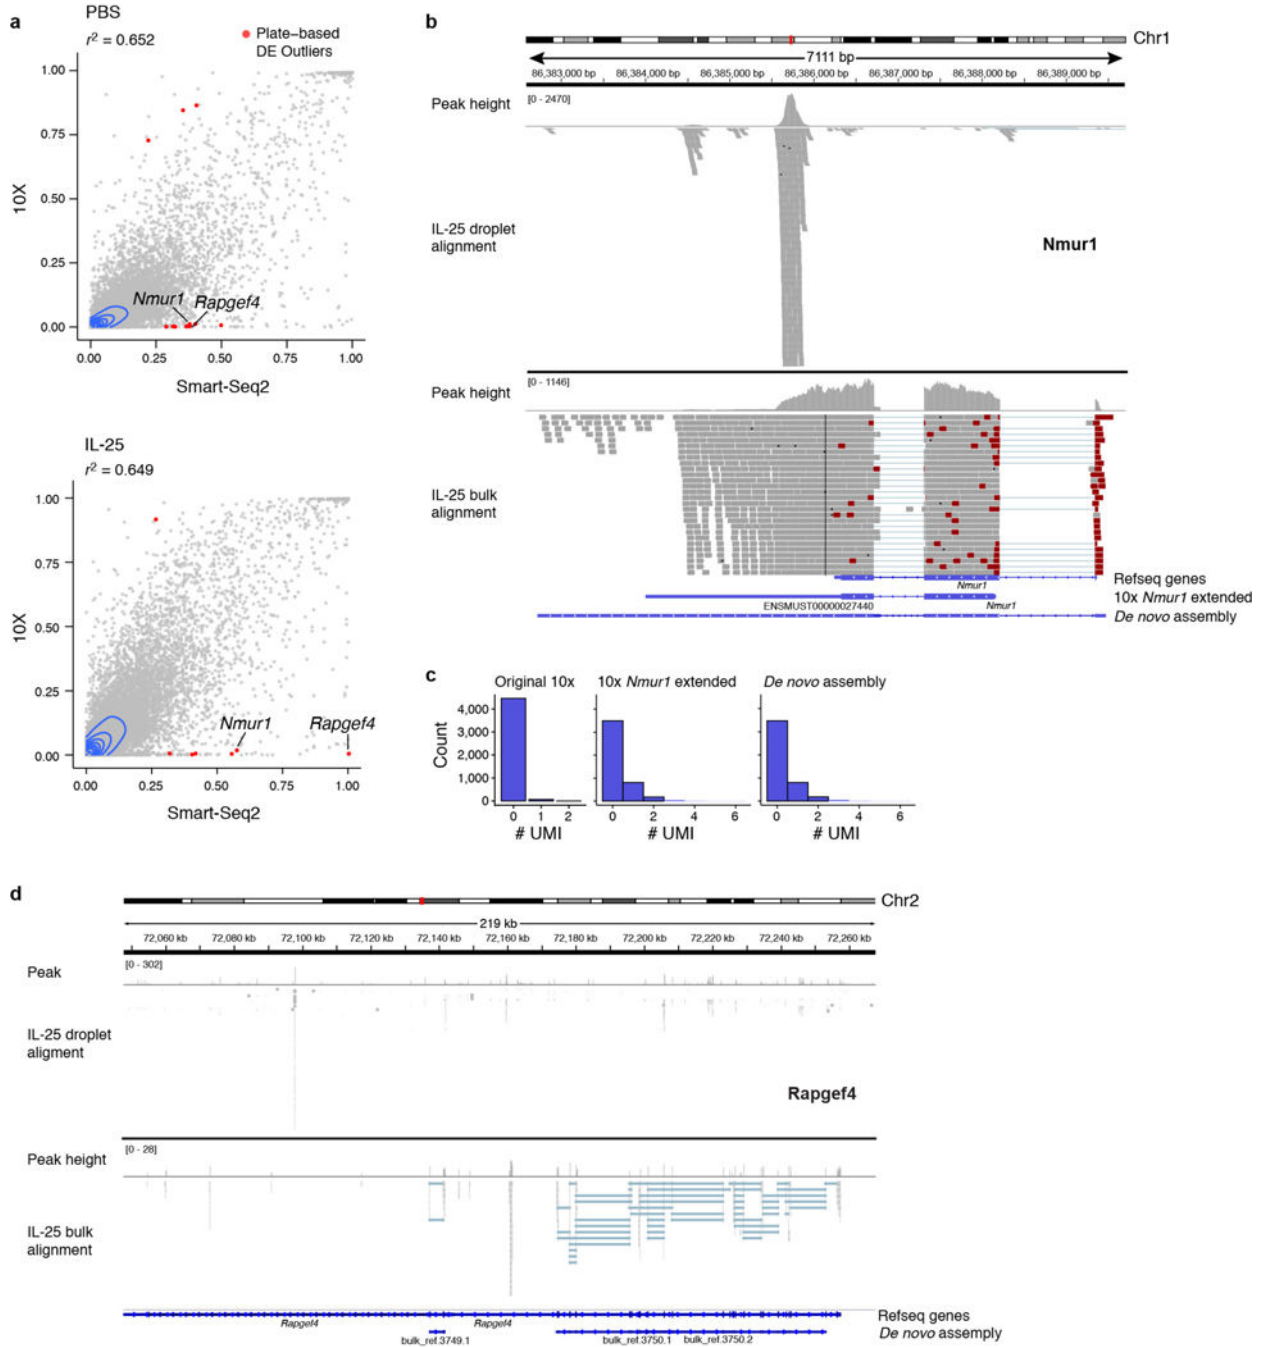 a
PBS
r² = 0.652
Plate−based
DE Outliers
1.00
0.75
0.50
0.25
0.00
10X
Nmur1
Rapgef4
0.00 0.25 0.50 0.75 1.00
Smart-Seq2
IL-25
r² = 0.649
1.00
0.75
0.50
0.25
0.00
10X
Nmur1
Rapgef4
0.00 0.25 0.50 0.75 1.00
Smart-Seq2
b
Chr1
7111 bp
86,383,000 bp 86,384,000 bp 86,385,000 bp 86,386,000 bp 86,387,000 bp 86,388,000 bp 86,389,000 bp
Peak height
[0 - 2470]
IL-25 droplet
alignment
Nmur1
Peak height
[0 - 1146]
IL-25 bulk
alignment
Nmur1
Refseq genes
10x Nmur1 extended
ENSMUST00000027440
Nmur1
De novo assembly
c
Original 10x
10x Nmur1 extended
De novo assembly
4,000
3,000
2,000
1,000
0
Count
0 1 2
# UMI
0 2 4 6
# UMI
0 2 4 6
# UMI
d
Chr2
219 kb
72,060 kb 72,080 kb 72,100 kb 72,120 kb 72,140 kb 72,160 kb 72,180 kb 72,200 kb 72,220 kb 72,240 kb 72,260 kb
Peak
[0 - 302]
IL-25 droplet
aligment
Rapgef4
Peak height
[0 - 28]
IL-25 bulk
alignment
Refseq genes
Rapgef4
Rapgef4
De novo assemply
bulk_ref.3749.1
bulk_ref.3750.1
bulk_ref.3750.2